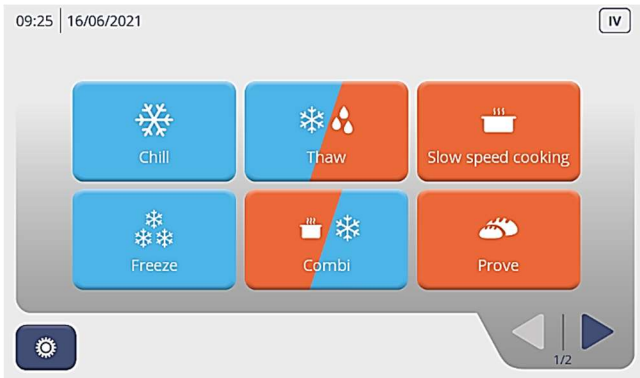 09:25 16/06/2021
IV
Chill
Thaw
Slow speed cooking
Freeze
Combi
Prove
1/2